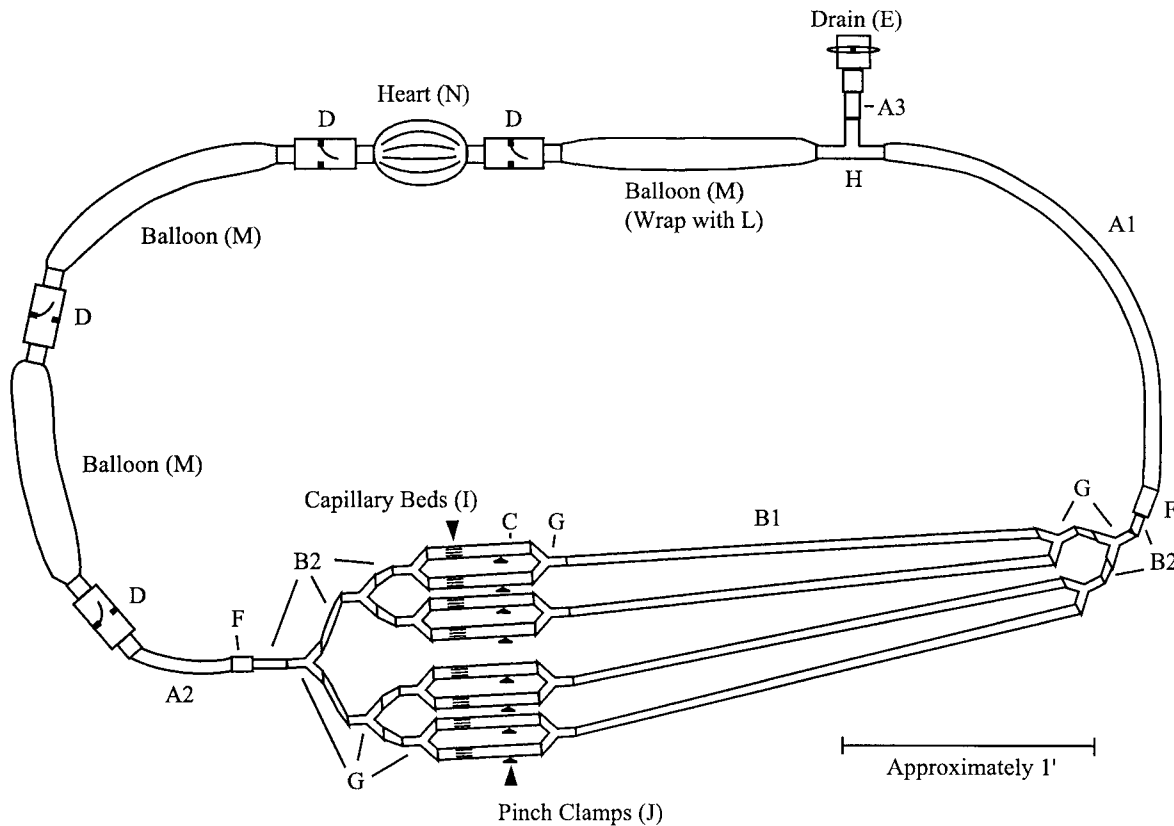 Drain (E)
A3
Heart (N)
D
D
H
Balloon (M)
(Wrap with L)
A1
Balloon (M)
D
Balloon (M)
Capillary Beds (I)
C
G
B1
G
F
B2
B2
D
F
A2
G
Approximately 1'
Pinch Clamps (J)